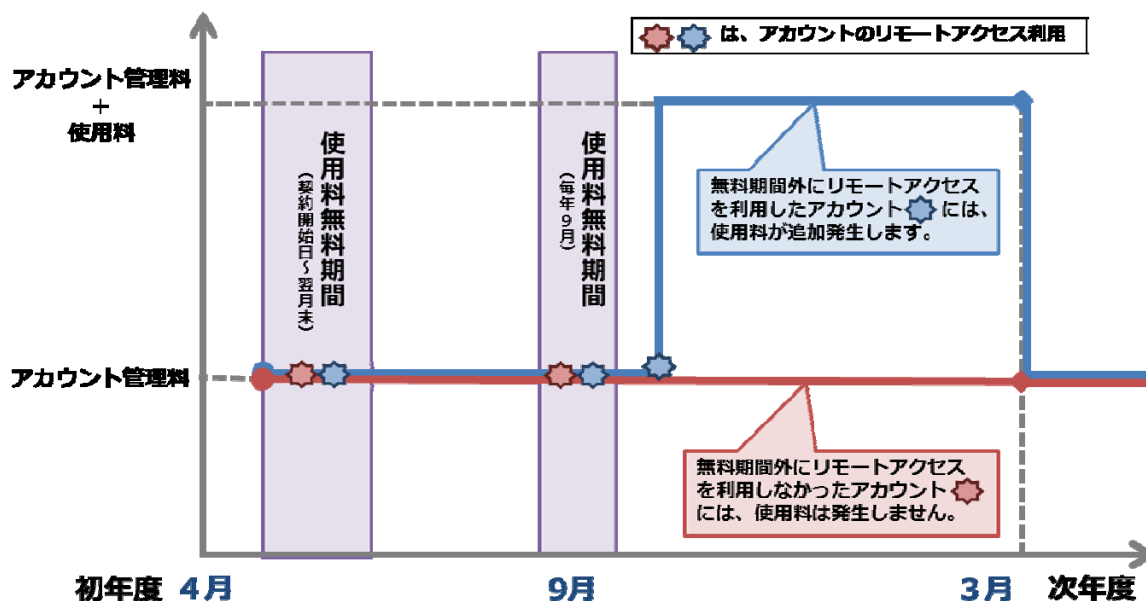 は、アカウントのリモートアクセス利用
アカウント管理料
+
使用料
使用料無料期間
（契約開始日～翌月末）
使用料無料期間
（毎年9月）
無料期間外にリモートアクセス
を利用したアカウント には、
使用料が追加発生します。
アカウント管理料
無料期間外にリモートアクセス
を利用しなかったアカウント
には、使用料は発生しません。
初年度 4月 9月 3月 次年度